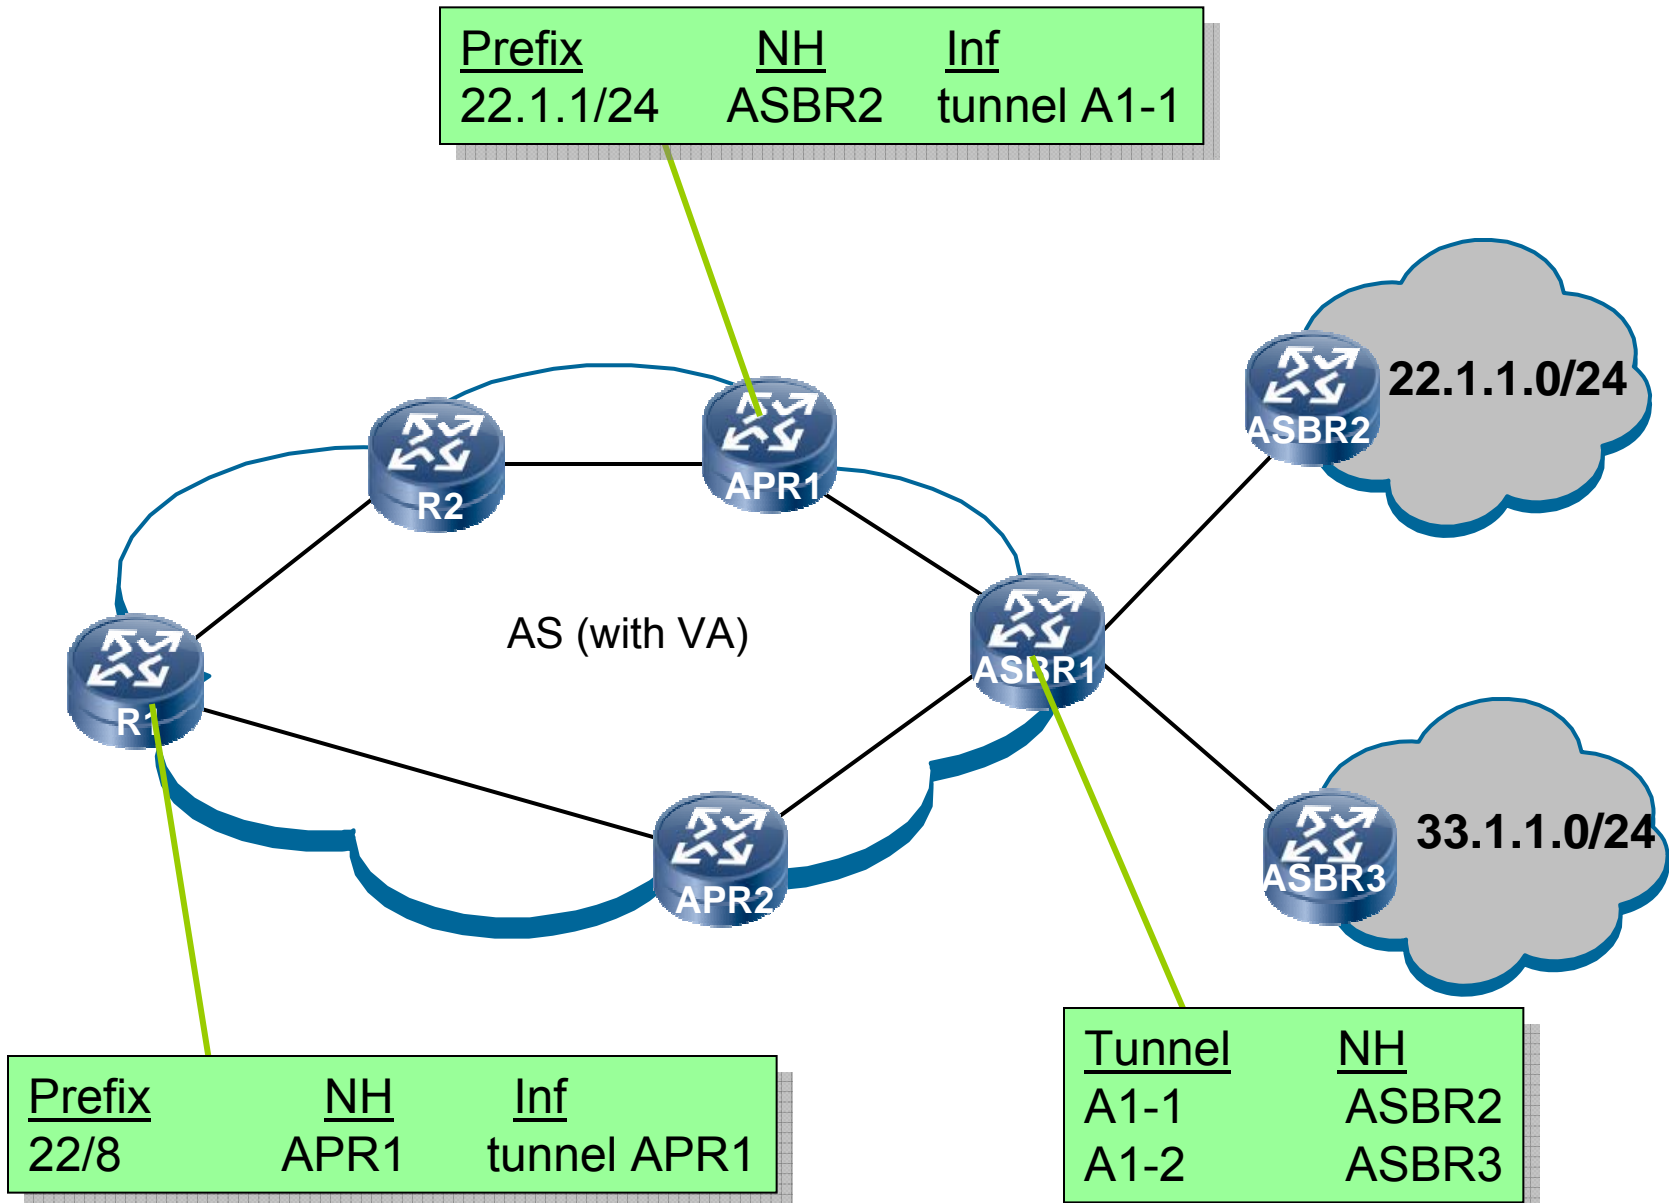 Prefix NH Inf
22.1.1/24 ASBR2 tunnel A1-1
22.1.1.0/24
ASBR2
APR1
R2
AS (with VA)
ASBR1
R1
33.1.1.0/24
ASBR3
APR2
Prefix NH Inf
22/8 APR1 tunnel APR1
Tunnel NH
A1-1 ASBR2
A1-2 ASBR3